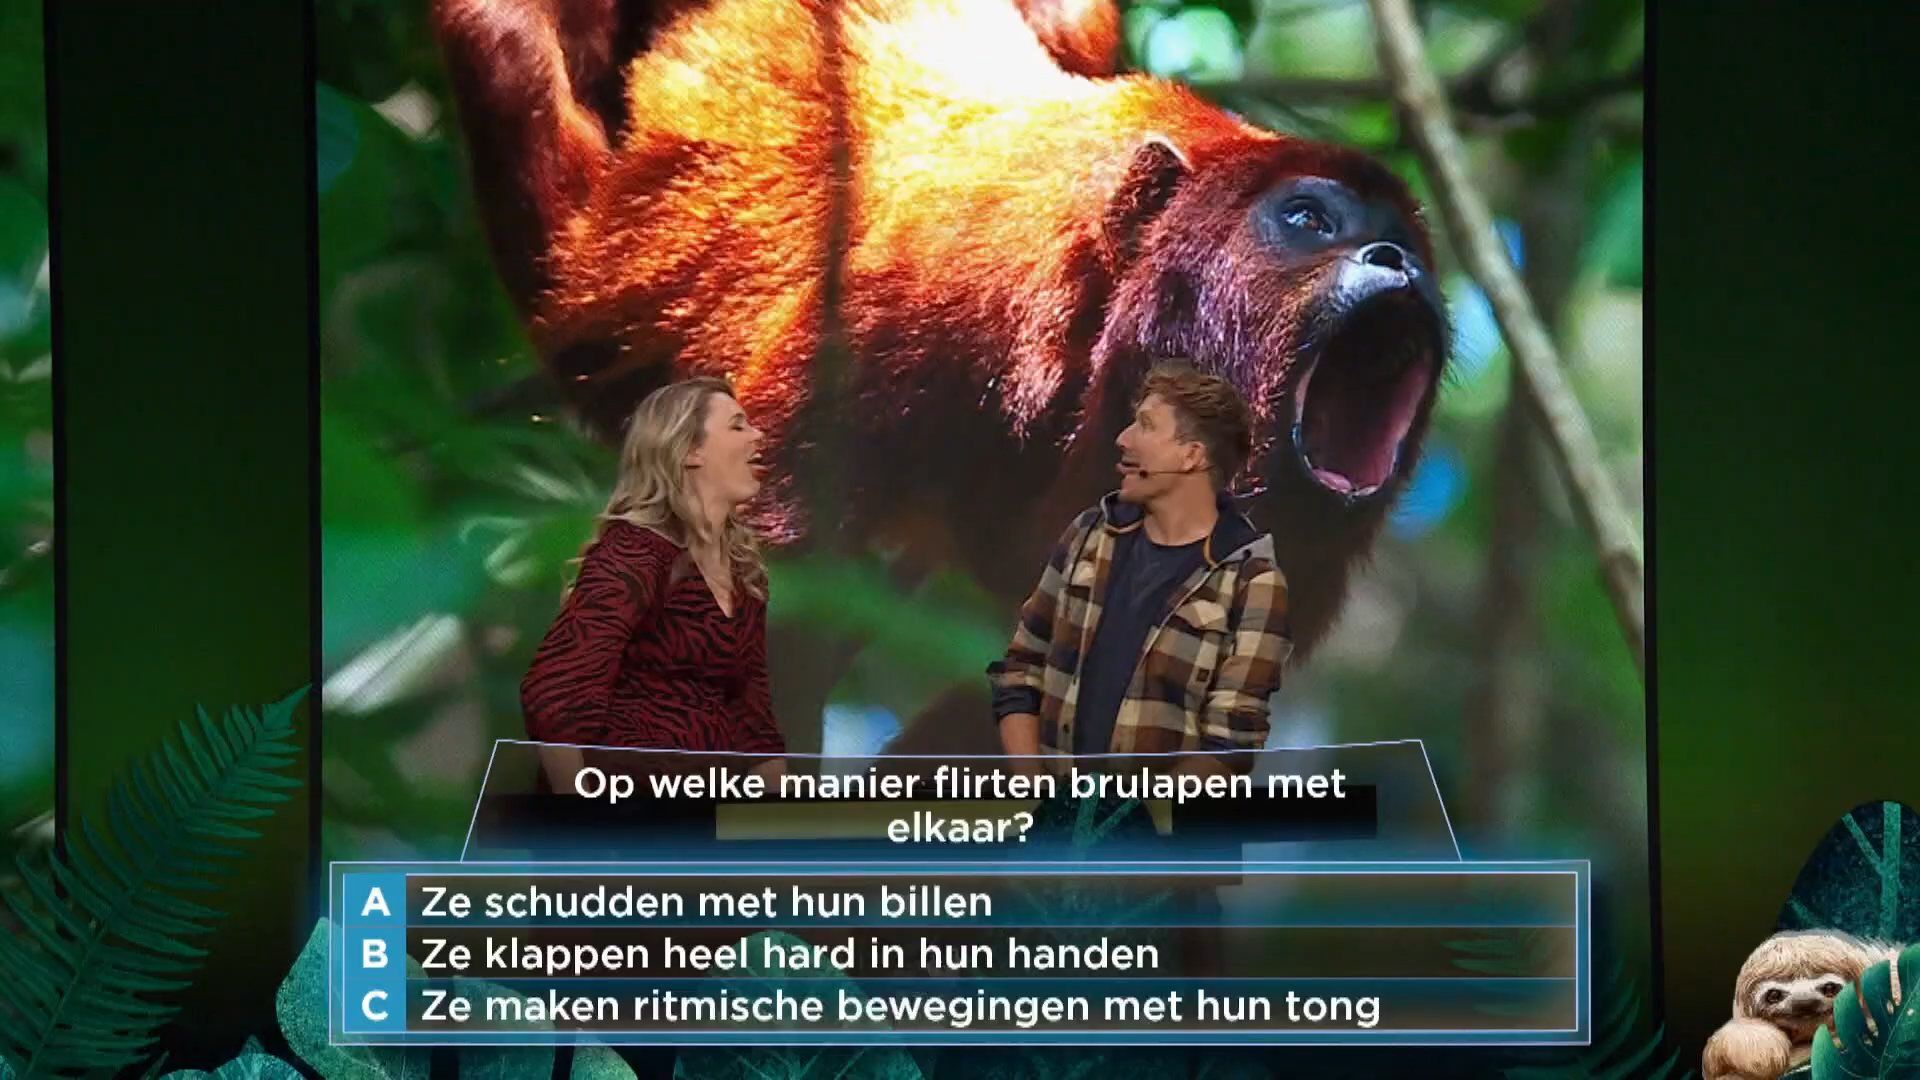 Op welke manier flirten brulapen met
elkaar?
A Ze schudden met hun billen
B Ze klappen heel hard in hun handen
C Ze maken ritmische bewegingen met hun tong